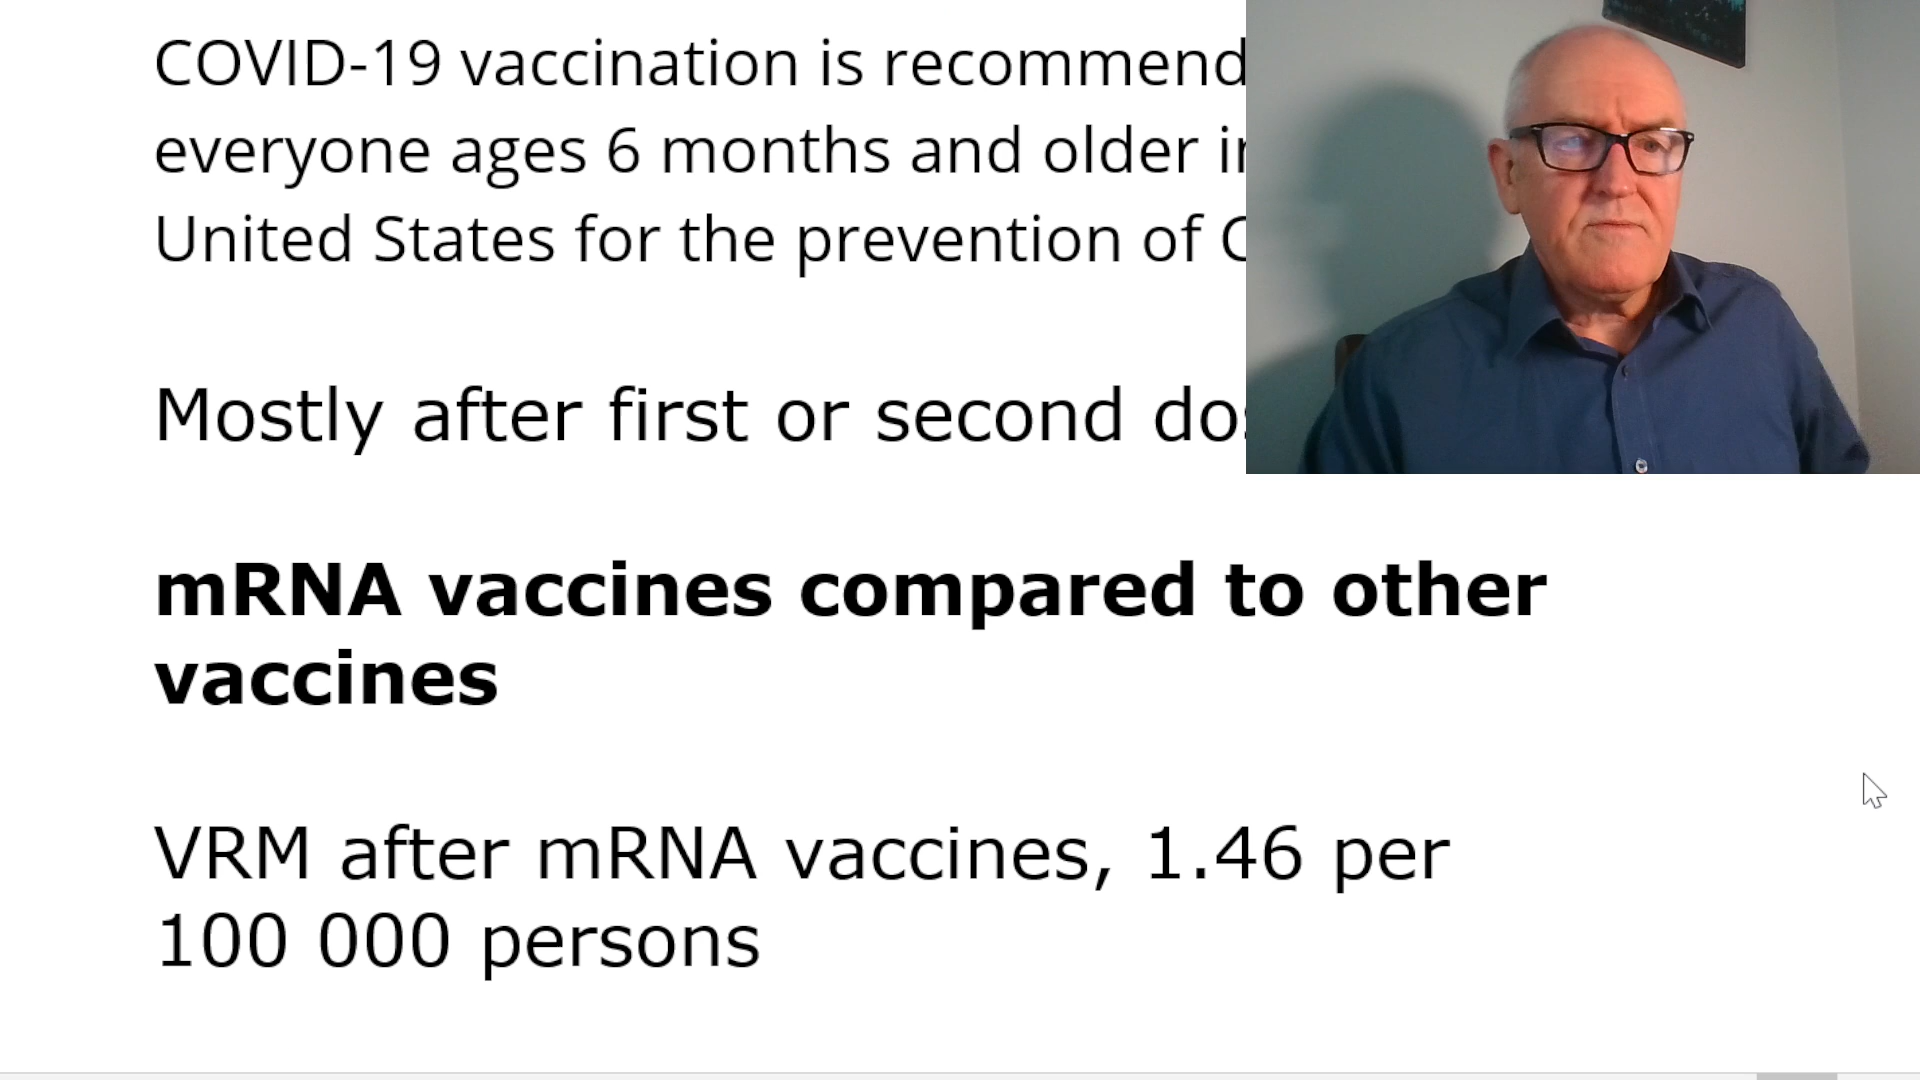 COVID-19 vaccination is recommend
everyone ages 6 months and older
United States for the prevention of
Mostly after first or second
mRNA vaccines compared to other
vaccines
VRM after mRNA vaccines, 1.46 per
100 000 persons